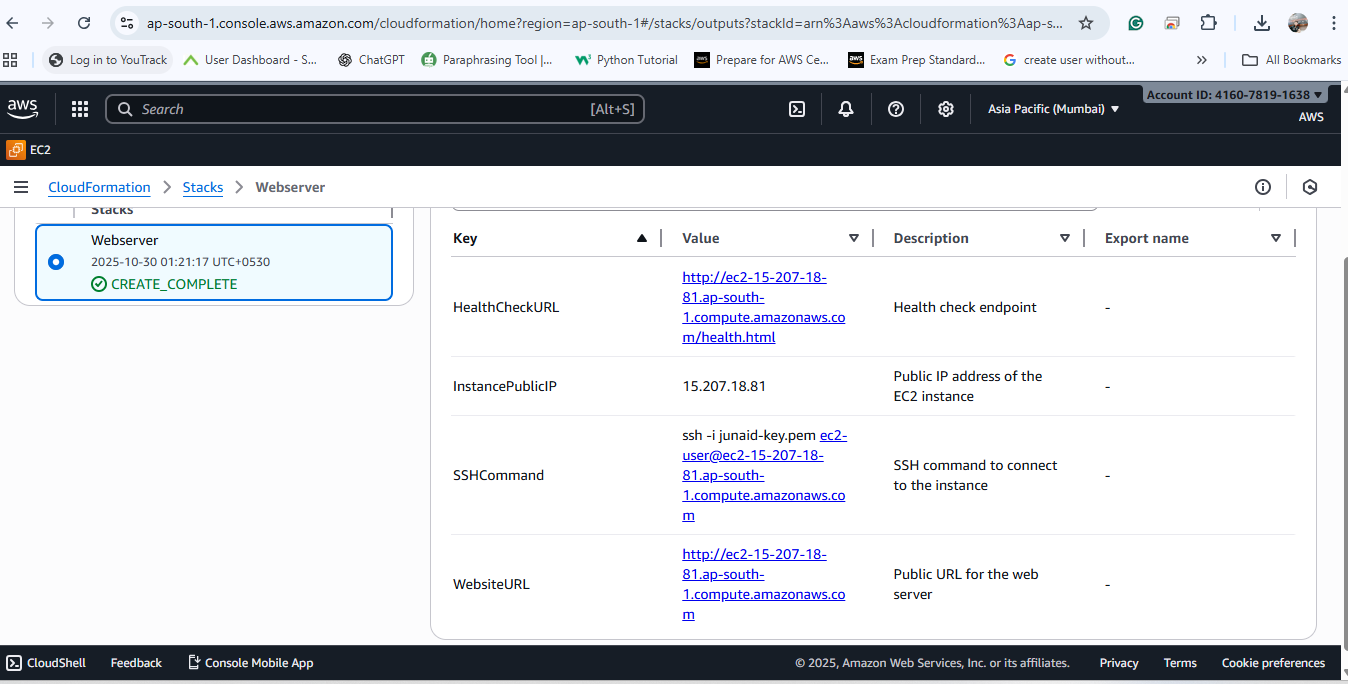 ap-south-1.console.aws.amazon.com/cloudformation/home?region=ap-south-1#/stacks/outputs?stackId=arn%3Aaws%3Acloudformation%3Aap-s...
Log in to YouTrack
User Dashboard - S...
ChatGPT
Paraphrasing Tool |...
Python Tutorial
Prepare for AWS Ce...
Exam Prep Standard...
create user without...
All Bookmarks
aws
Search
[Alt+S]
Asia Pacific (Mumbai)
Account ID: 4160-7819-1638
AWS
EC2
CloudFormation
Stacks
Webserver
Stacks
Webserver
2025-10-30 01:21:17 UTC+0530
CREATE_COMPLETE
Key
Value
Description
Export name
HealthCheckURL
http://ec2-15-207-18-
81.ap-south-
1.compute.amazonaws.co
m/health.html
Health check endpoint
-
InstancePublicIP
15.207.18.81
Public IP address of the
EC2 instance
-
SSHCommand
ssh -i junaid-key.pem ec2-
user@ec2-15-207-18-
81.ap-south-
1.compute.amazonaws.co
m
SSH command to connect
to the instance
-
WebsiteURL
http://ec2-15-207-18-
81.ap-south-
1.compute.amazonaws.co
m
Public URL for the web
server
-
CloudShell
Feedback
Console Mobile App
© 2025, Amazon Web Services, Inc. or its affiliates.
Privacy
Terms
Cookie preferences